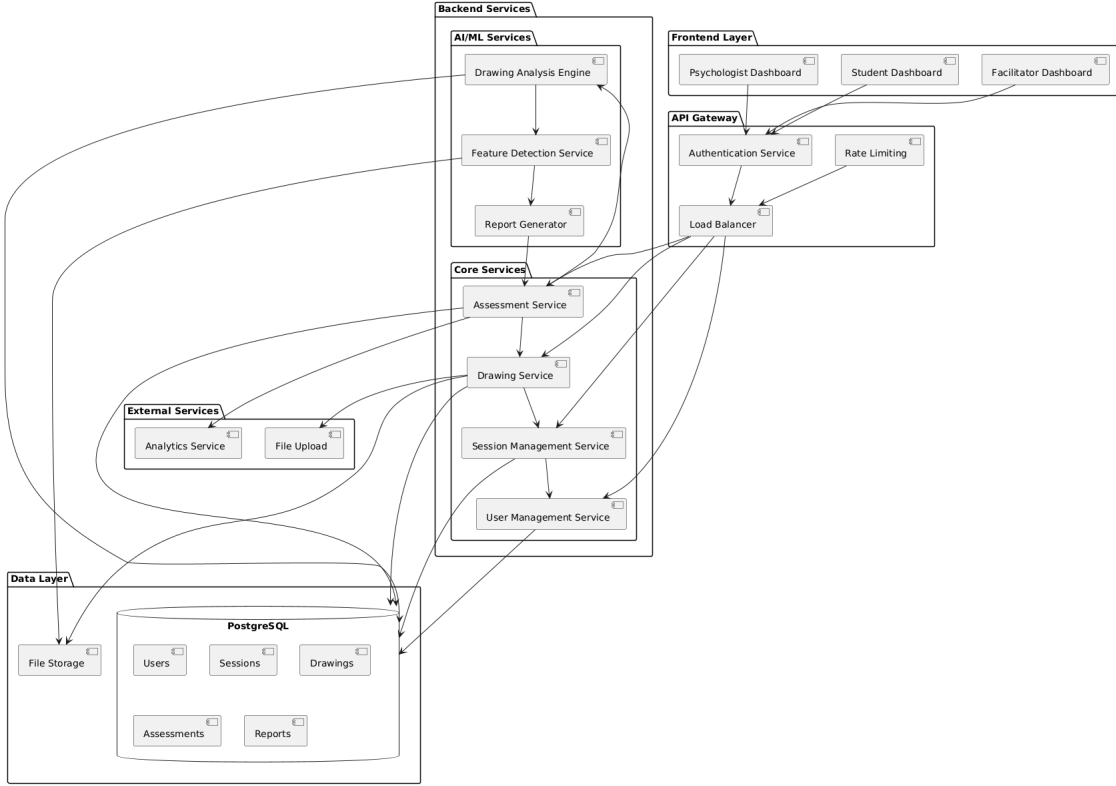 Backend Services
AI/ML Services
Drawing Analysis Engine
Feature Detection Service
Report Generator
Core Services
Assessment Service
Drawing Service
Session Management Service
User Management Service
Frontend Layer
Psychologist Dashboard
Student Dashboard
Facilitator Dashboard
API Gateway
Authentication Service
Rate Limiting
Load Balancer
External Services
Analytics Service
File Upload
Data Layer
File Storage
PostgreSQL
Users
Sessions
Drawings
Assessments
Reports